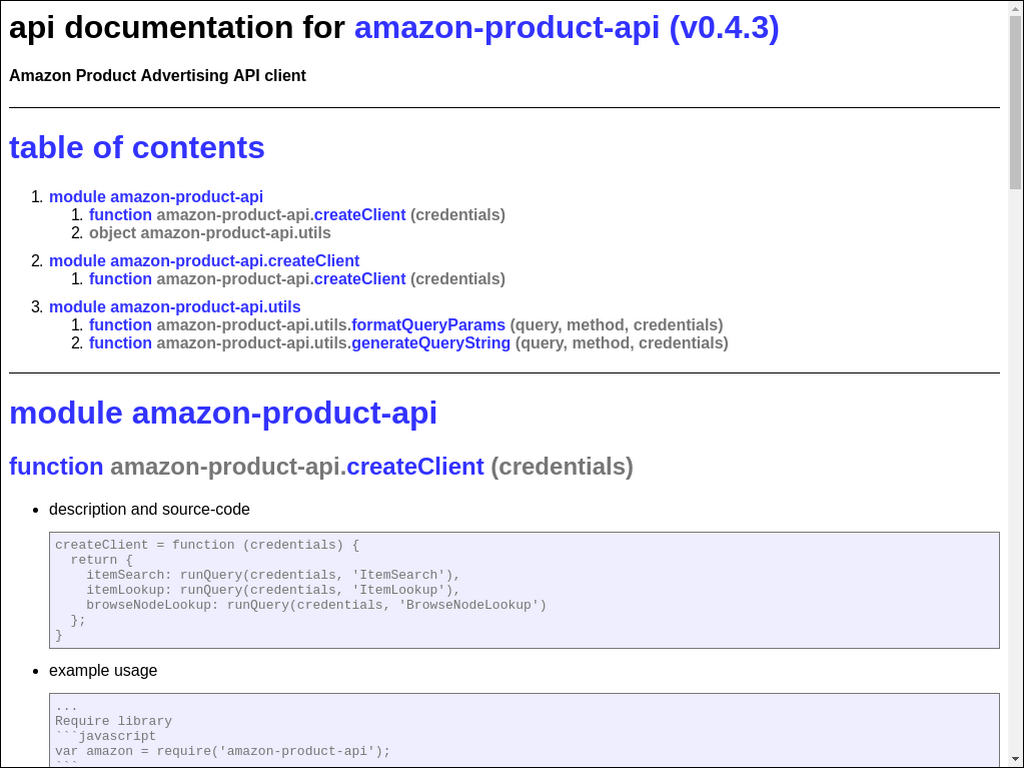 api documentation for amazon-product-api (v0.4.3)
Amazon Product Advertising API client
table of contents
1. module amazon-product-api
1. function amazon-product-api.createClient (credentials)
2. object amazon-product-api.utils
2. module amazon-product-api.createClient
1. function amazon-product-api.createClient (credentials)
3. module amazon-product-api.utils
1. function amazon-product-api.utils.formatQueryParams (query, method, credentials)
2. function amazon-product-api.utils.generateQueryString (query, method, credentials)
module amazon-product-api
function amazon-product-api.createClient (credentials)
• description and source-code
createClient = function (credentials) {
  return {
    itemSearch: runQuery(credentials, 'ItemSearch'),
    itemLookup: runQuery(credentials, 'ItemLookup'),
    browseNodeLookup: runQuery(credentials, 'BrowseNodeLookup')
  };
}
• example usage
...
Require library
```javascript
var amazon = require('amazon-product-api');
```